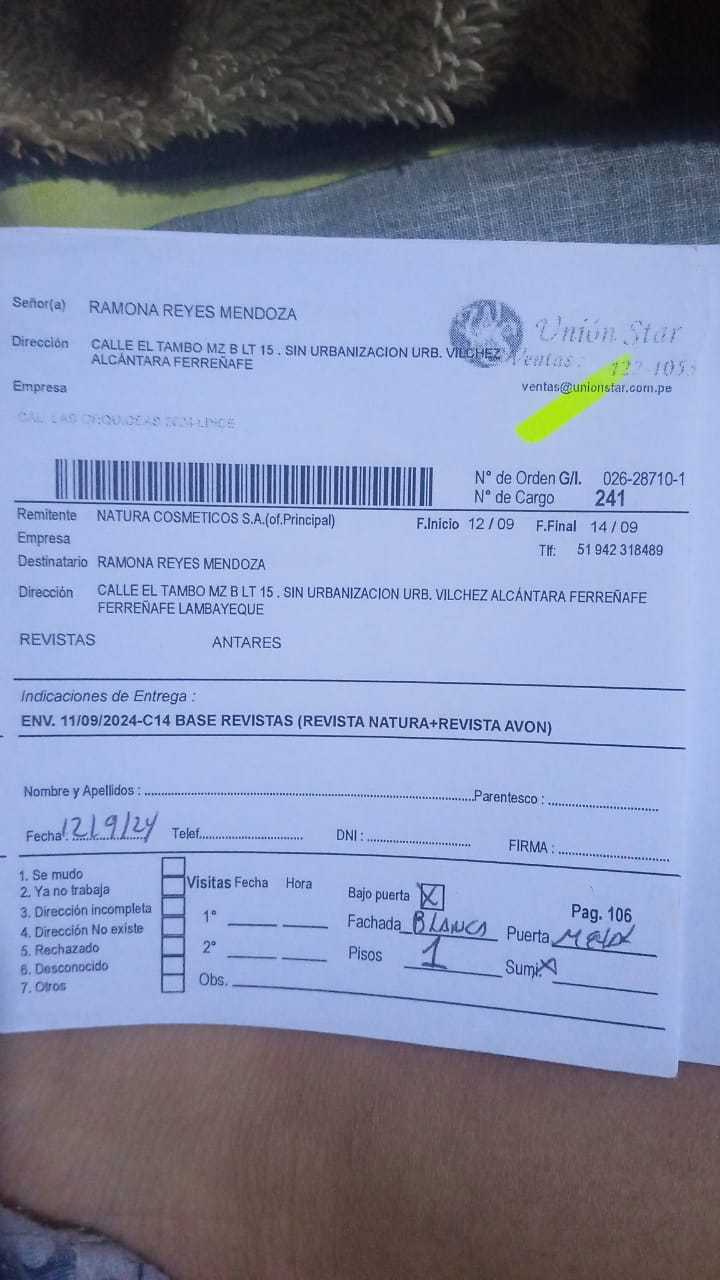 Señor(a) RAMONA REYES MENDOZA
Unión Star
Dirección CALLE EL TAMBO MZ B LT 15 . SIN URBANIZACION URB. VILCHEZ
ALCÁNTARA FERREÑAFE
Ventas :
Empresa
ventas@unionstar.com.pe
CAL. LAS ORQUIDEAS
N° de Orden G/I. 026-28710-1
N° de Cargo 241
Remitente NATURA COSMETICOS S.A.(of.Principal) F.Inicio 12 / 09 F.Final 14 / 09
Empresa
Tlf: 51 942 318489
Destinatario RAMONA REYES MENDOZA
Dirección CALLE EL TAMBO MZ B LT 15 . SIN URBANIZACION URB. VILCHEZ ALCÁNTARA FERREÑAFE
FERREÑAFE LAMBAYEQUE
REVISTAS ANTARES
Indicaciones de Entrega :
ENV. 11/09/2024-C14 BASE REVISTAS (REVISTA NATURA+REVISTA AVON)
Nombre y Apellidos : Parentesco :
Fecha : 12/9/24 Telef. DNI : FIRMA :
1. Se mudo
2. Ya no trabaja
3. Dirección incompleta
4. Dirección No existe
5. Rechazado
6. Desconocido
7. Otros
Visitas Fecha Hora
1°
2°
Obs.
Bajo puerta X
Pag. 106
Fachada BLANCA Puerta
Pisos 1 Sumi. X